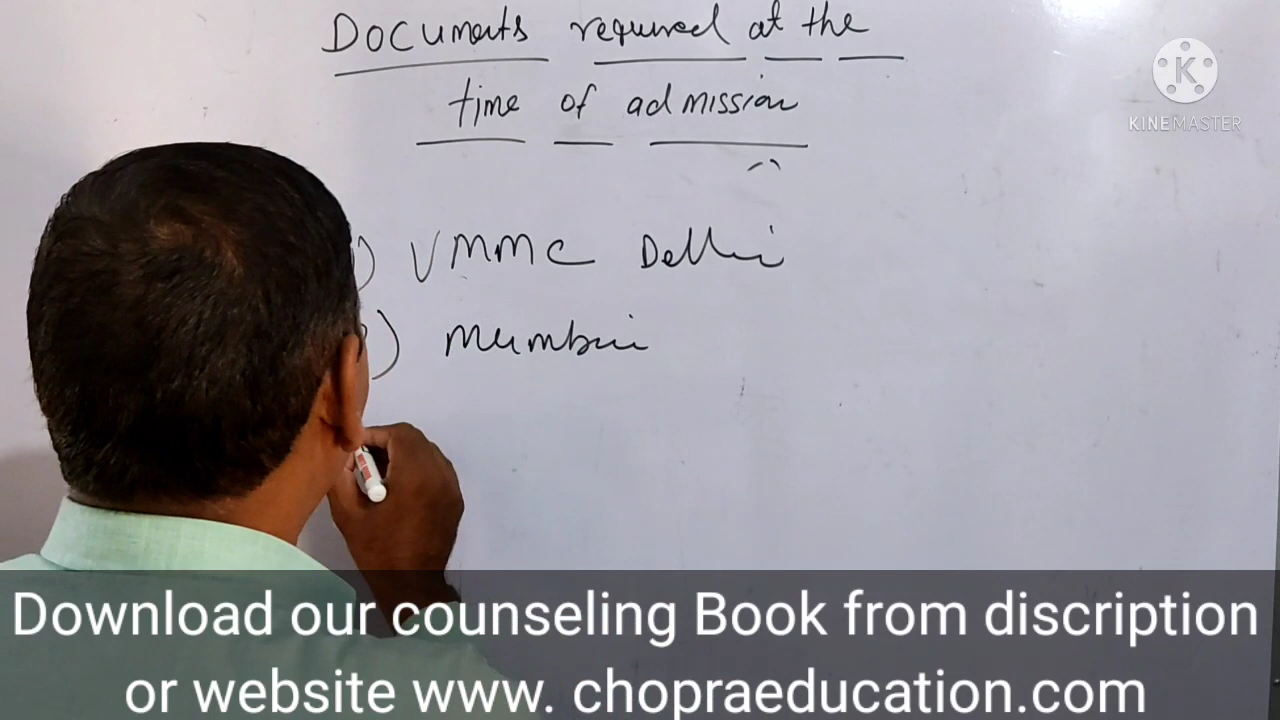 Documents required at the
time of admission
KINEMASTER
) VMMC Delhi
) Mumbai
Download our counseling Book from discription
or website www. chopraeducation.com